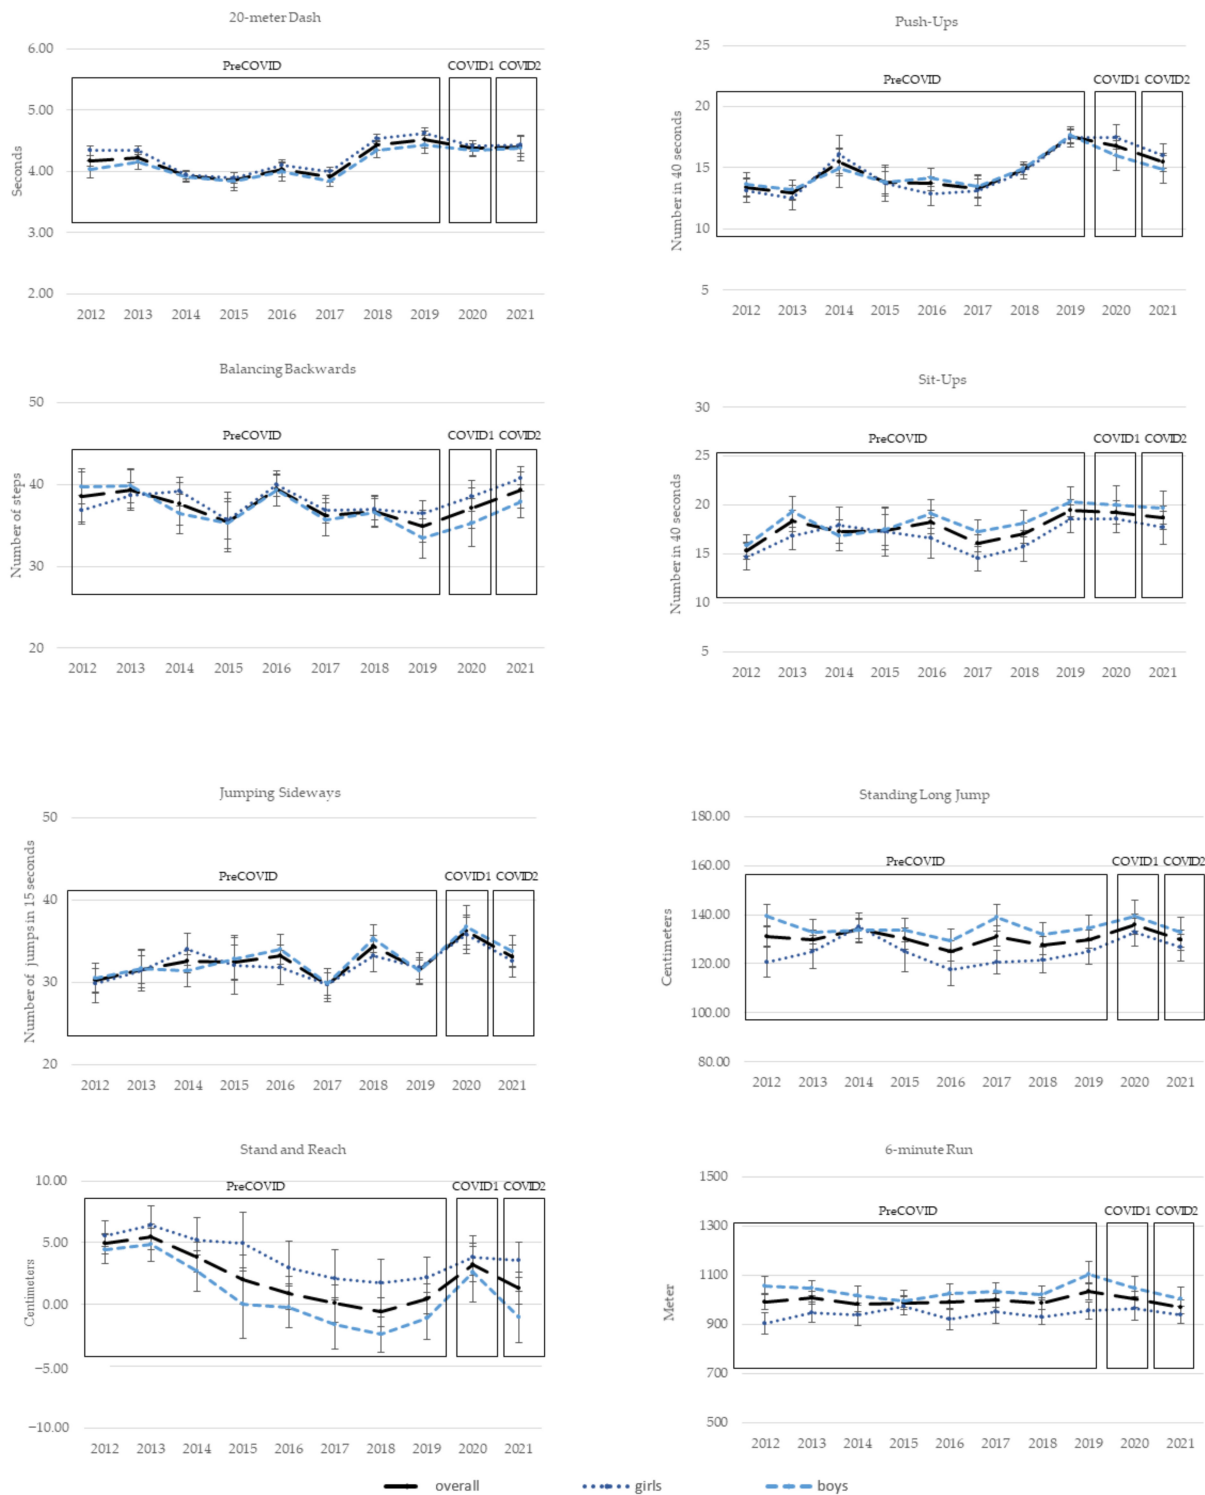 20-meter Dash
6.00
5.00
4.00
3.00
2.00
Seconds
PreCOVID
COVID1
COVID2
2012 2013 2014 2015 2016 2017 2018 2019 2020 2021
Push-Ups
25
20
15
10
5
Number in 40 seconds
PreCOVID
COVID1
COVID2
2012 2013 2014 2015 2016 2017 2018 2019 2020 2021
Balancing Backwards
50
40
30
20
Number of steps
PreCOVID
COVID1
COVID2
2012 2013 2014 2015 2016 2017 2018 2019 2020 2021
Sit-Ups
30
25
20
15
10
5
Number in 40 seconds
PreCOVID
COVID1
COVID2
2012 2013 2014 2015 2016 2017 2018 2019 2020 2021
Jumping Sideways
50
40
30
20
Number of jumps in 15 seconds
PreCOVID
COVID1
COVID2
2012 2013 2014 2015 2016 2017 2018 2019 2020 2021
Standing Long Jump
180.00
160.00
140.00
120.00
100.00
80.00
Centimeters
PreCOVID
COVID1
COVID2
2012 2013 2014 2015 2016 2017 2018 2019 2020 2021
Stand and Reach
10.00
5.00
0.00
−5.00
−10.00
Centimeters
PreCOVID
COVID1
COVID2
2012 2013 2014 2015 2016 2017 2018 2019 2020 2021
6-minute Run
1500
1300
1100
900
700
500
Meter
PreCOVID
COVID1
COVID2
2012 2013 2014 2015 2016 2017 2018 2019 2020 2021
overall girls boys